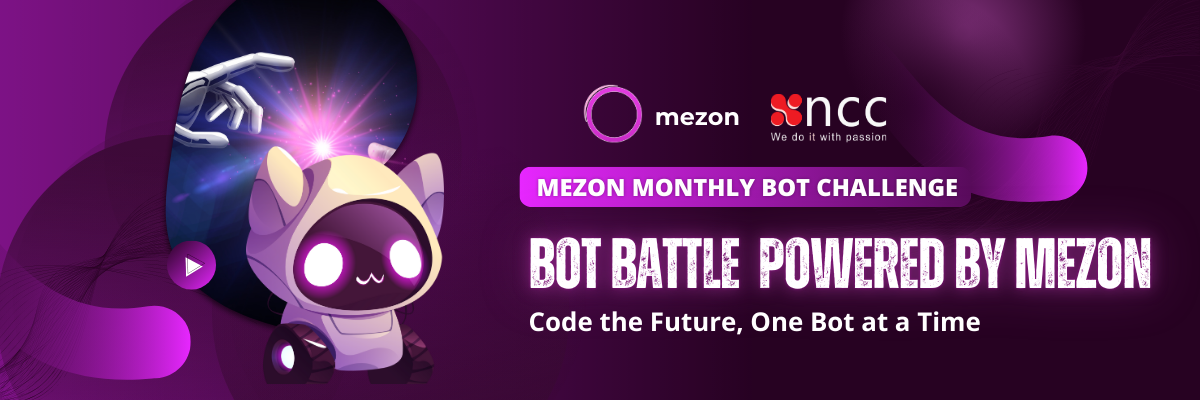 mezon
ncc
We do it with passion
MEZON MONTHLY BOT CHALLENGE
BOT BATTLE POWERED BY MEZON
Code the Future, One Bot at a Time